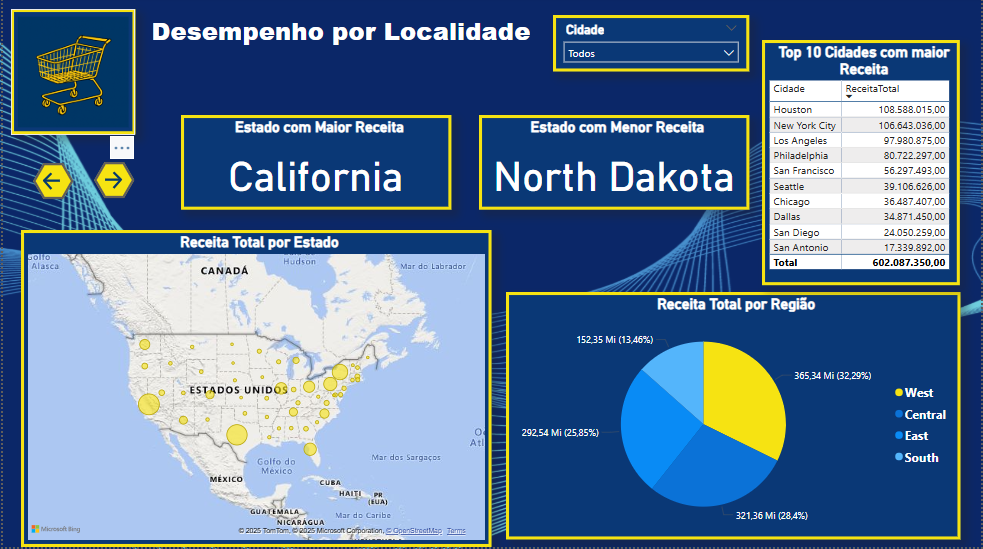 Desempenho por Localidade
Cidade
Todos
Estado com Maior Receita
California
Estado com Menor Receita
North Dakota
Top 10 Cidades com maior
Receita
Cidade ReceitaTotal
Houston 108.588.015,00
New York City 106.643.036,00
Los Angeles 97.980.875,00
Philadelphia 80.722.297,00
San Francisco 56.297.493,00
Seattle 39.106.626,00
Chicago 36.487.407,00
Dallas 34.871.450,00
San Diego 24.050.259,00
San Antonio 17.339.892,00
Total 602.087.350,00
Receita Total por Estado
Golfo
Alasca
Hudson
CANADÁ
Mar do Labrador
ESTADOS UNIDOS
Golfo do
México
Mar dos Sargaços
MÉXICO
CUBA
HAITI
PR
(EUA)
Mar do Caribe
GUATEMALA
NICARÁGUA
Microsoft Bing
© 2025 TomTom, © 2025 Microsoft Corporation, © OpenStreetMap Terms
Receita Total por Região
152,35 Mi (13,46%)
365,34 Mi (32,29%)
292,54 Mi (25,85%)
321,36 Mi (28,4%)
West
Central
East
South